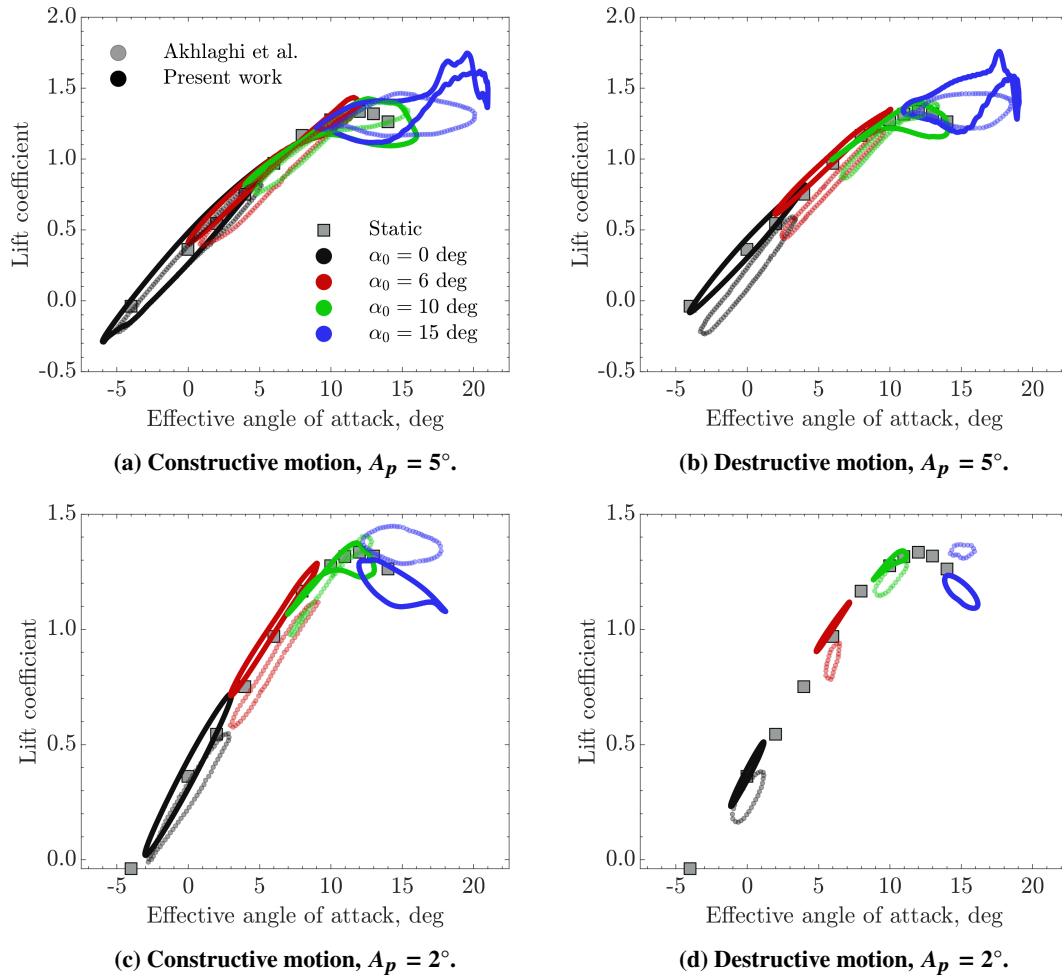 2.0
1.5
1.0
0.5
0.0
-0.5
Lift coefficient
Akhlaghi et al.
Present work
Static
α₀ = 0 deg
α₀ = 6 deg
α₀ = 10 deg
α₀ = 15 deg
-5 0 5 10 15 20
Effective angle of attack, deg
(a) Constructive motion, Aₚ = 5°.
2.0
1.5
1.0
0.5
0.0
-0.5
Lift coefficient
-5 0 5 10 15 20
Effective angle of attack, deg
(b) Destructive motion, Aₚ = 5°.
1.5
1.0
0.5
0.0
Lift coefficient
-5 0 5 10 15 20
Effective angle of attack, deg
(c) Constructive motion, Aₚ = 2°.
1.5
1.0
0.5
0.0
Lift coefficient
-5 0 5 10 15 20
Effective angle of attack, deg
(d) Destructive motion, Aₚ = 2°.